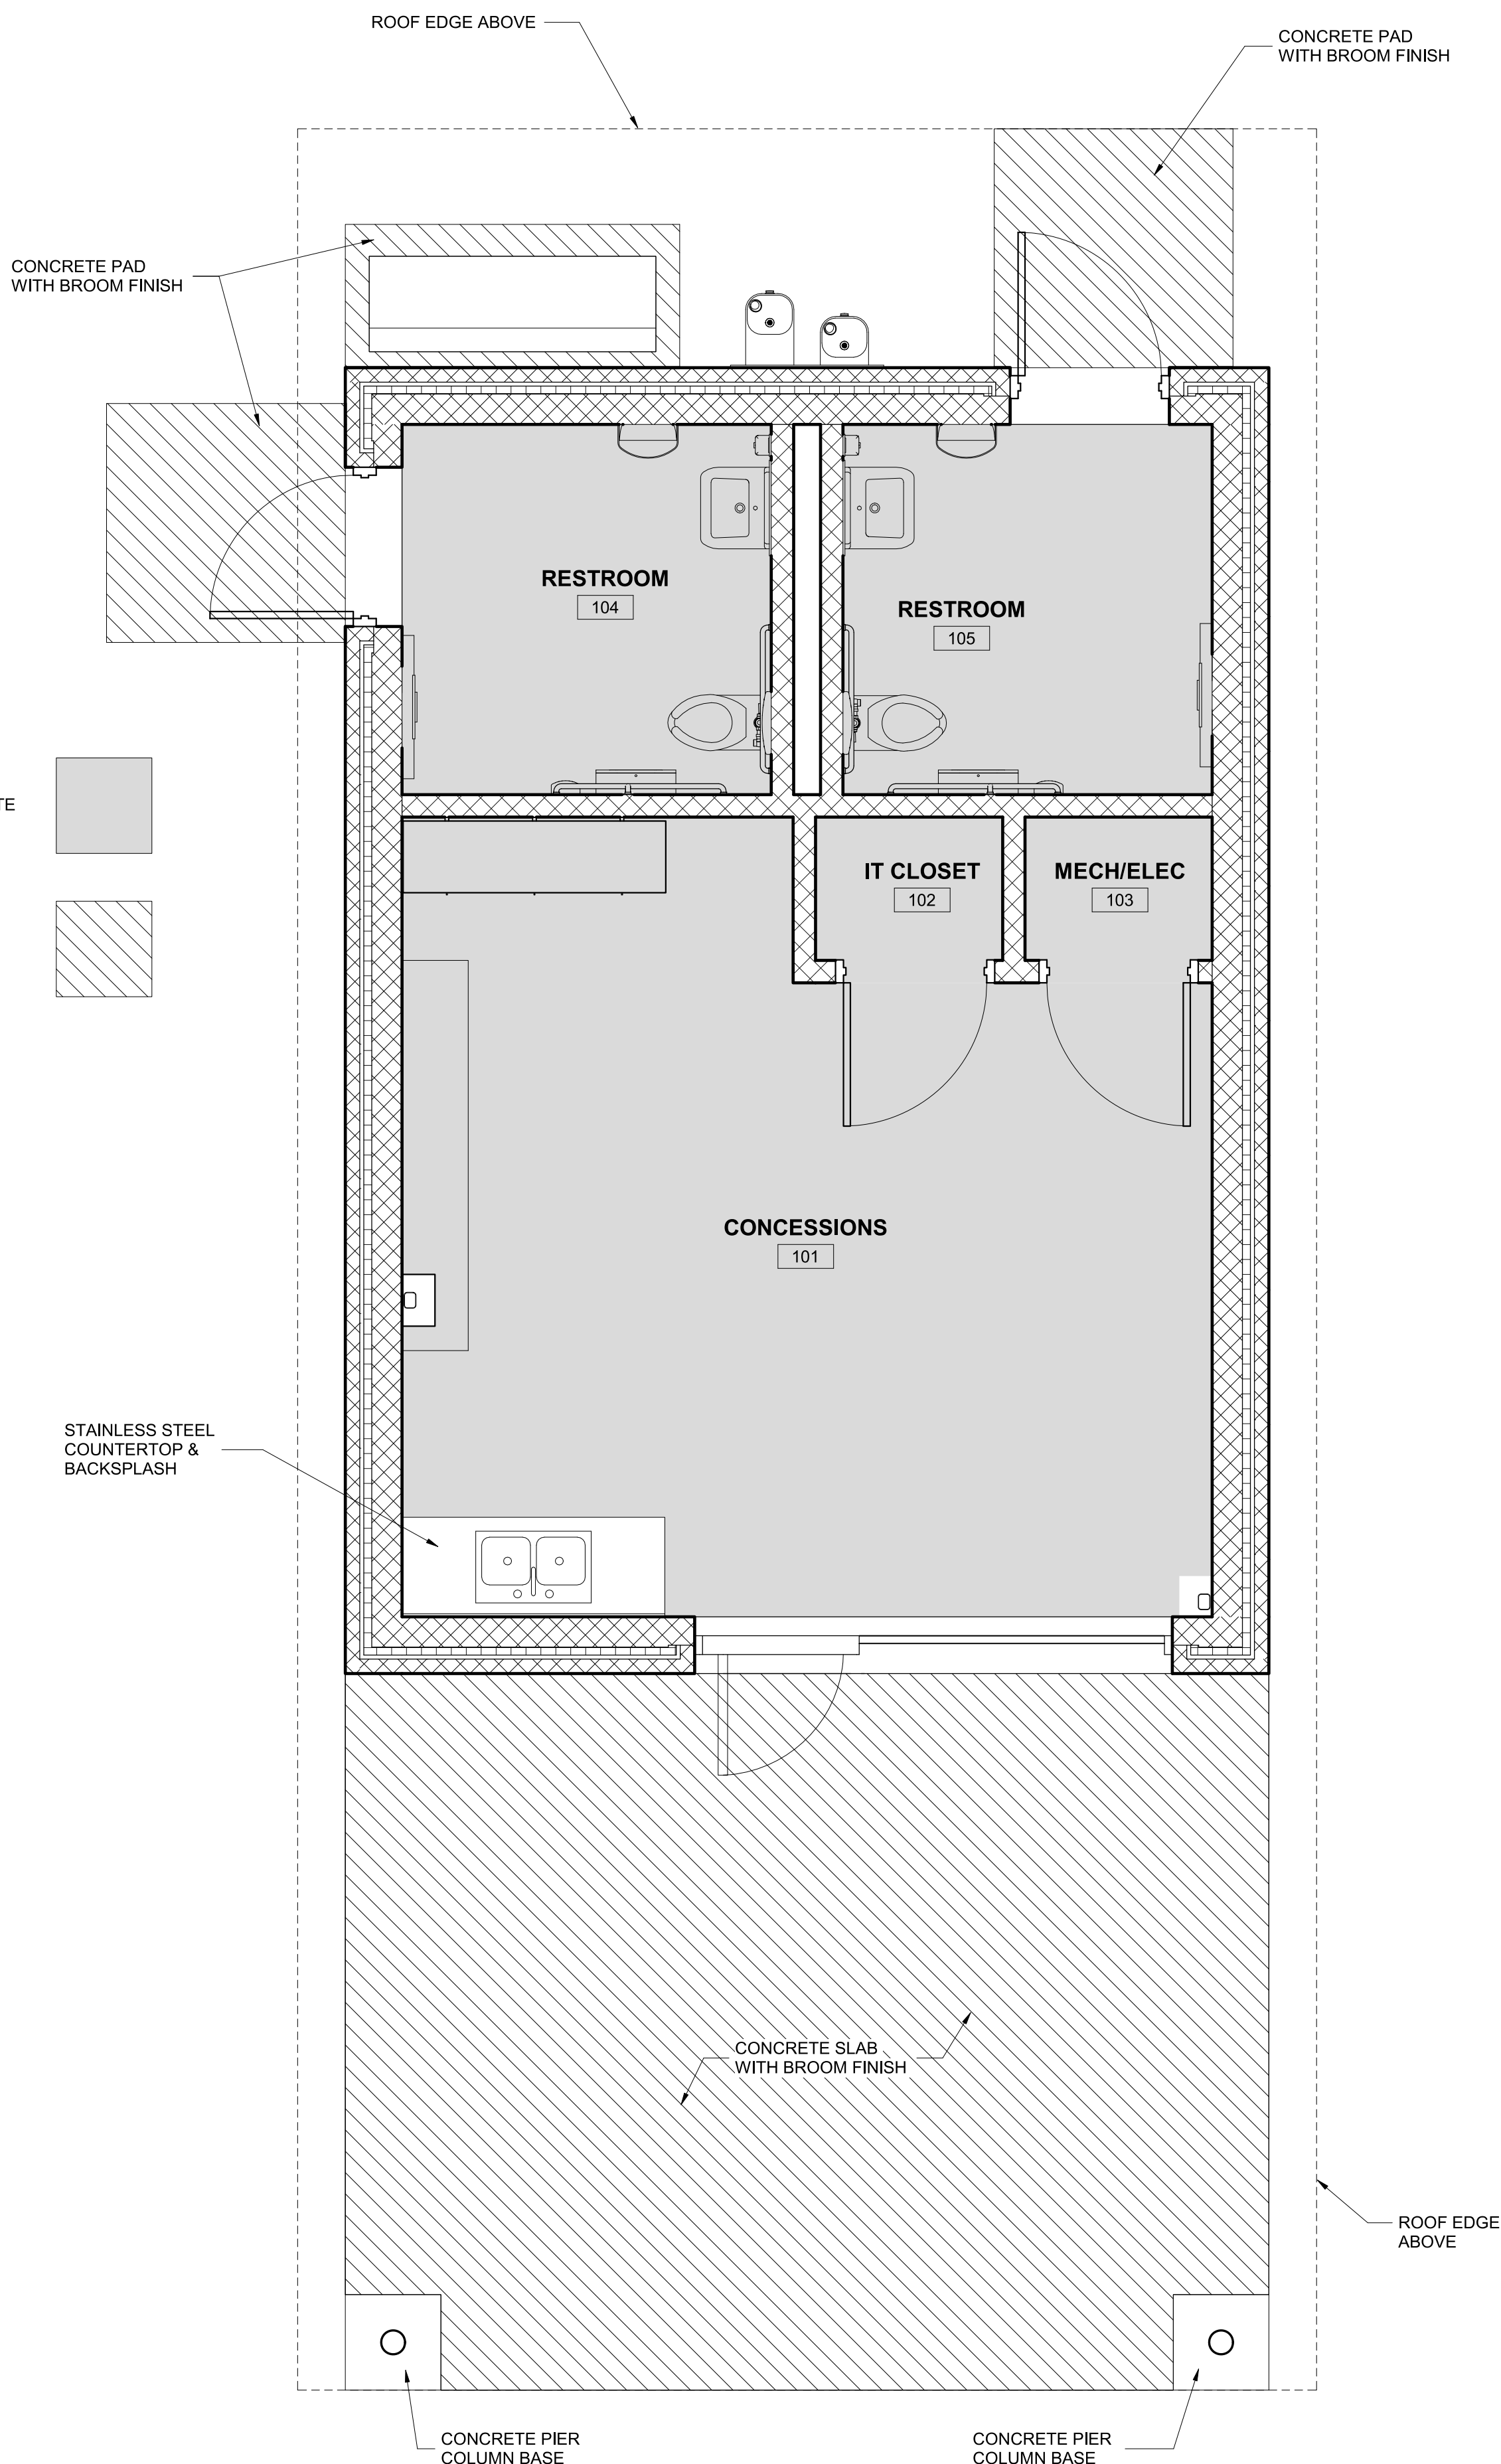 ROOF EDGE ABOVE
CONCRETE PAD
WITH BROOM FINISH
CONCRETE PAD
WITH BROOM FINISH
RESTROOM
104
RESTROOM
105
IT CLOSET
102
MECH/ELEC
103
CONCESSIONS
101
STAINLESS STEEL
COUNTERTOP &
BACKSPLASH
CONCRETE SLAB
WITH BROOM FINISH
ROOF EDGE
ABOVE
CONCRETE PIER
COLUMN BASE
CONCRETE PIER
COLUMN BASE